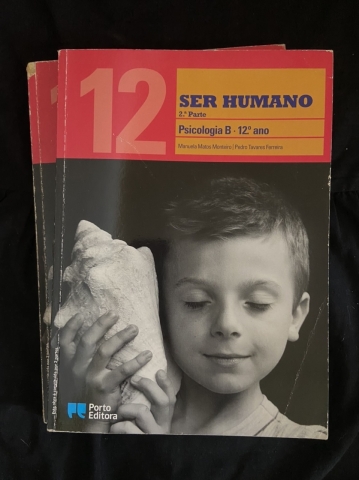 12
SER HUMANO
2.ª Parte
Psicologia B · 12.º ano
Manuela Matos Monteiro | Pedro Tavares Ferreira
Porto
Editora